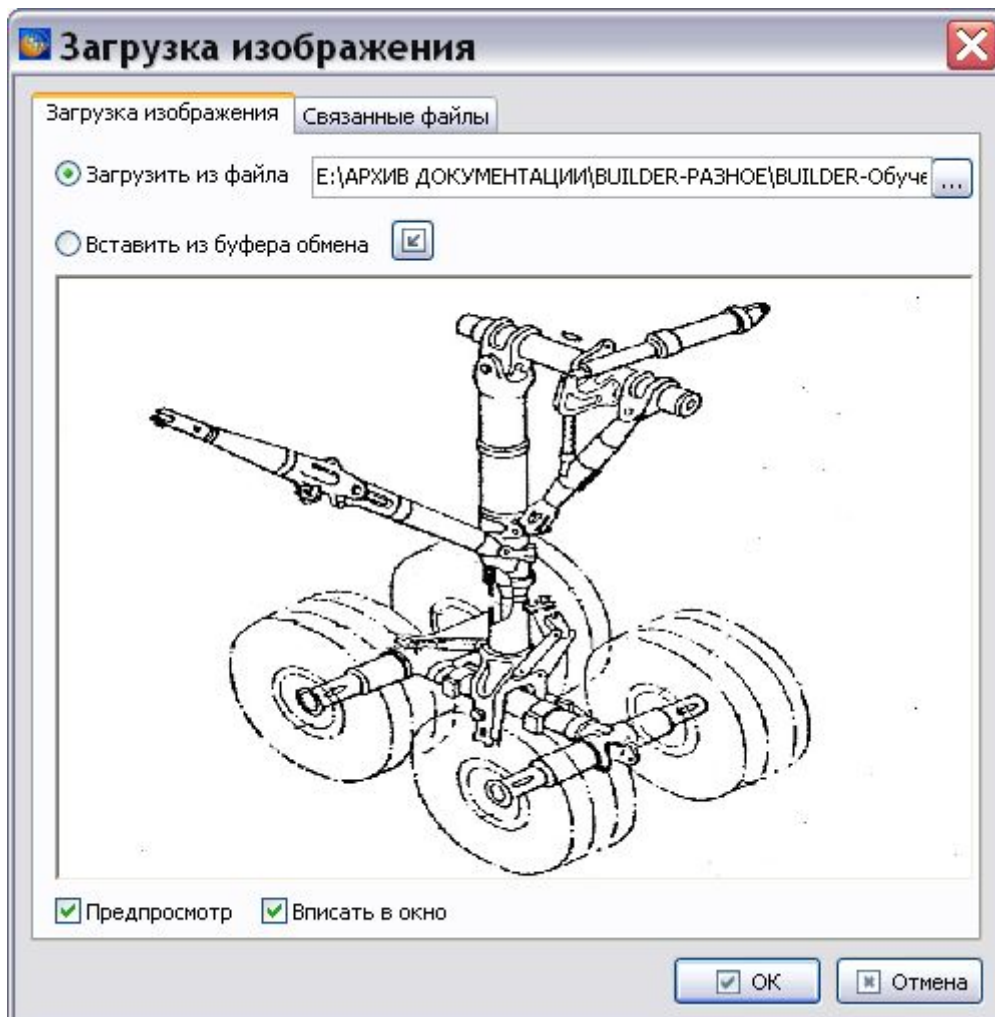 Загрузка изображения
Загрузка изображения Связанные файлы
Загрузить из файла E:\АРХИВ ДОКУМЕНТАЦИИ\BUILDER-РАЗНОЕ\BUILDER-Обуче ...
Вставить из буфера обмена
Предпросмотр Вписать в окно
ОК Отмена